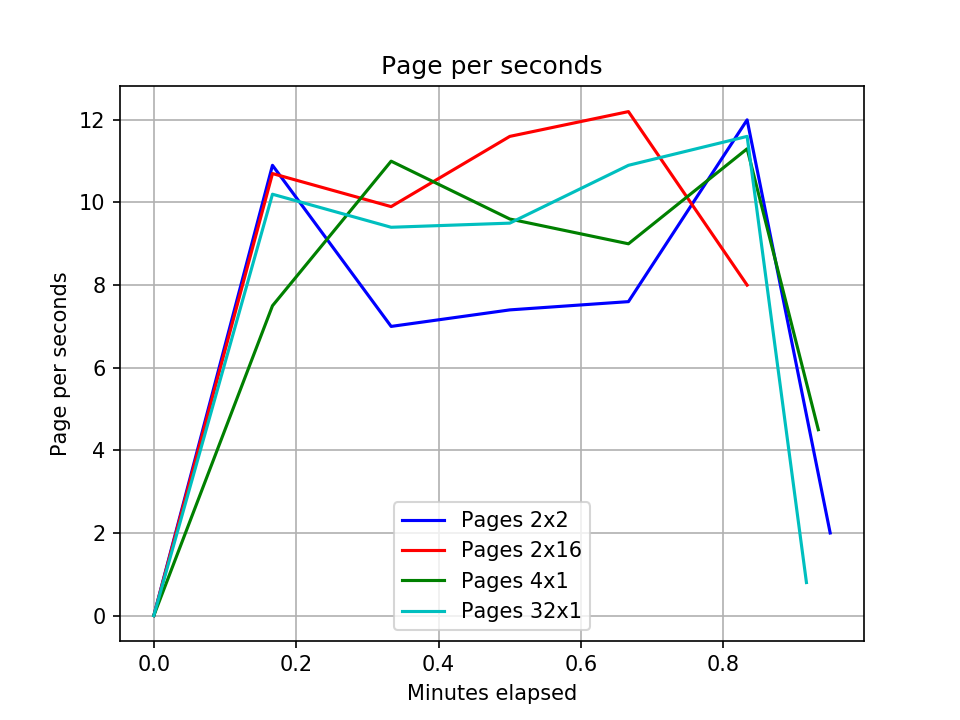 Page per seconds
Page per seconds
12
10
8
6
4
2
0
Pages 2x2
Pages 2x16
Pages 4x1
Pages 32x1
0.0 0.2 0.4 0.6 0.8
Minutes elapsed